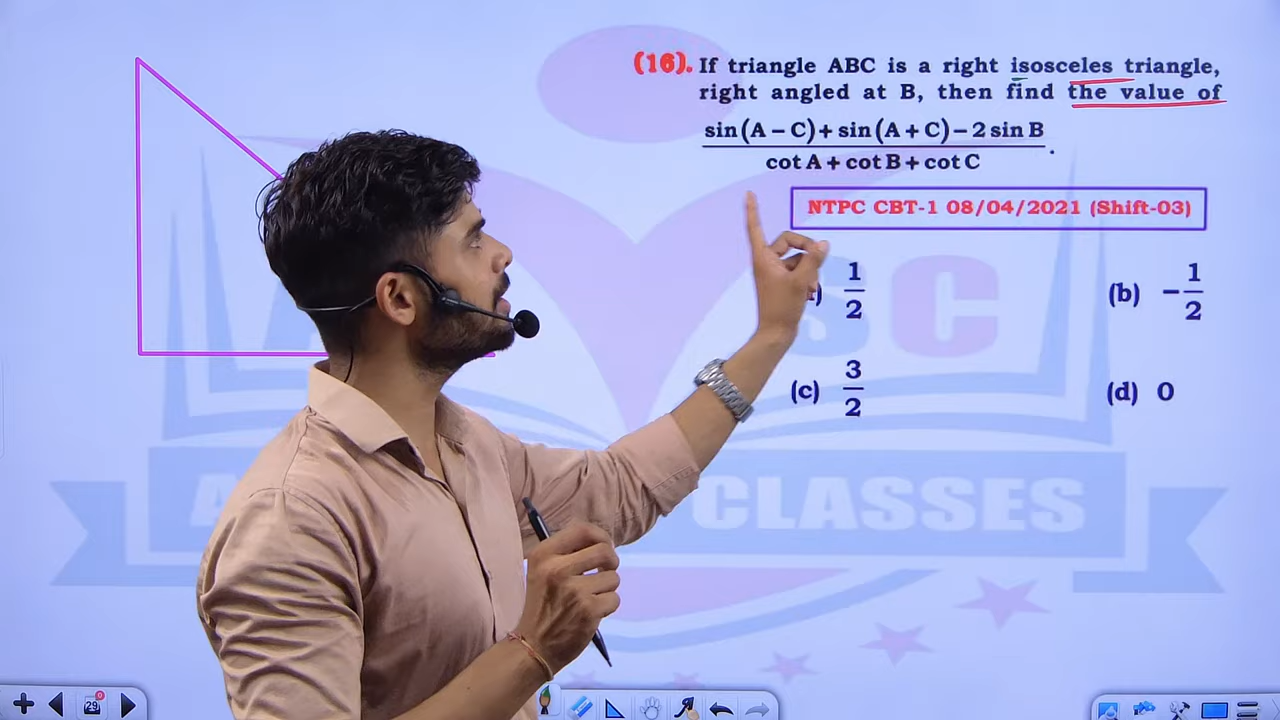 (16). If triangle ABC is a right isosceles triangle,
right angled at B, then find the value of
sin(A − C) + sin(A + C) − 2 sin B
cot A + cot B + cot C
.
NTPC CBT-1 08/04/2021 (Shift-03)
1/2
(b) −1/2
(c) 3/2
(d) 0
SC
CLASSES
29
0